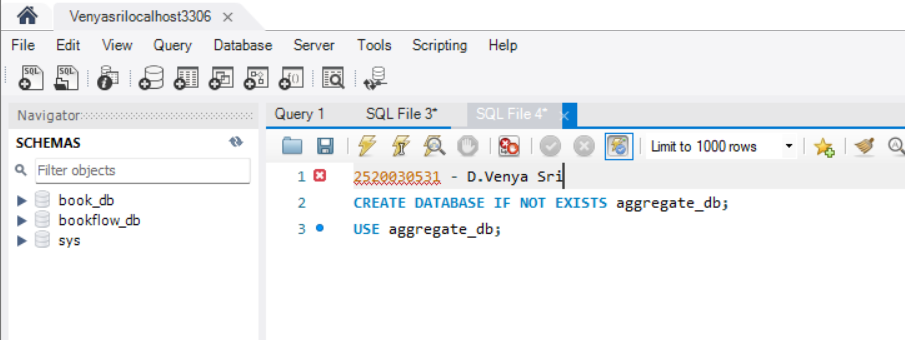 Venyasrilocalhost3306
File Edit View Query Database Server Tools Scripting Help
SQL SQL
Navigator
Query 1 SQL File 3* SQL File 4*
SCHEMAS
Limit to 1000 rows
Filter objects
book_db
bookflow_db
sys
1 2520030531 - D.Venya Sri
2 CREATE DATABASE IF NOT EXISTS aggregate_db;
3 USE aggregate_db;